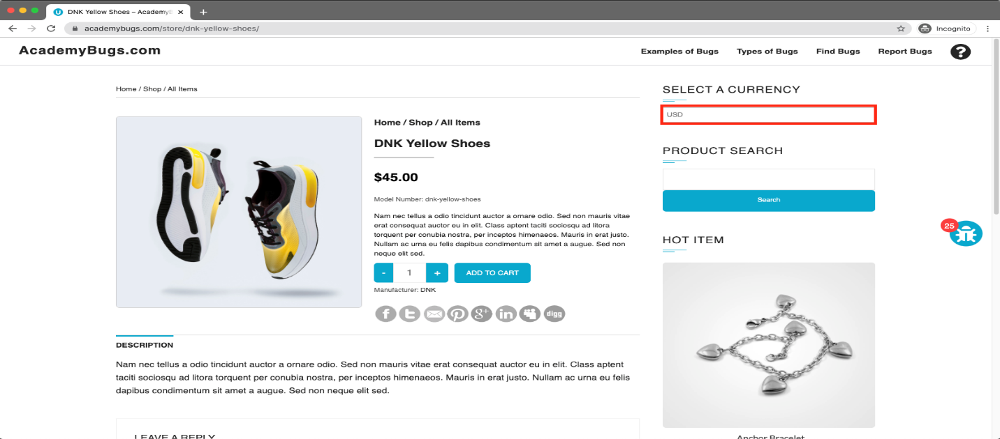 DNK Yellow Shoes – AcademyB
academybugs.com/store/dnk-yellow-shoes/
Incognito
AcademyBugs.com
Examples of Bugs
Types of Bugs
Find Bugs
Report Bugs
?
Home / Shop / All Items
Home / Shop / All Items
DNK Yellow Shoes
$45.00
Model Number: dnk-yellow-shoes
Nam nec tellus a odio tincidunt auctor a ornare odio. Sed non mauris vitae
erat consequat auctor eu in elit. Class aptent taciti sociosqu ad litora
torquent per conubia nostra, per inceptos himenaeos. Mauris in erat justo.
Nullam ac urna eu felis dapibus condimentum sit amet a augue. Sed non
neque elit sed.
- 1 +
ADD TO CART
Manufacturer: DNK
digg
DESCRIPTION
Nam nec tellus a odio tincidunt auctor a ornare odio. Sed non mauris vitae erat consequat auctor eu in elit. Class aptent
taciti sociosqu ad litora torquent per conubia nostra, per inceptos himenaeos. Mauris in erat justo. Nullam ac urna eu felis
dapibus condimentum sit amet a augue. Sed non neque elit sed.
LEAVE A REPLY
SELECT A CURRENCY
USD
PRODUCT SEARCH
Search
HOT ITEM
25
Anchor Bracelet